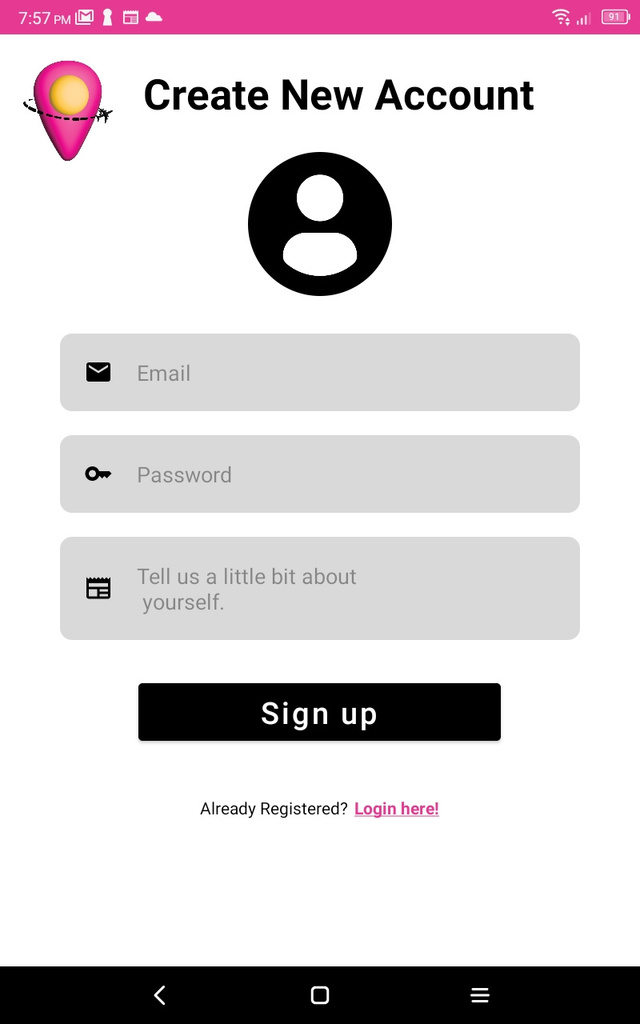 7:57 PM
91
Create New Account
Email
Password
Tell us a little bit about
yourself.
Sign up
Already Registered? Login here!